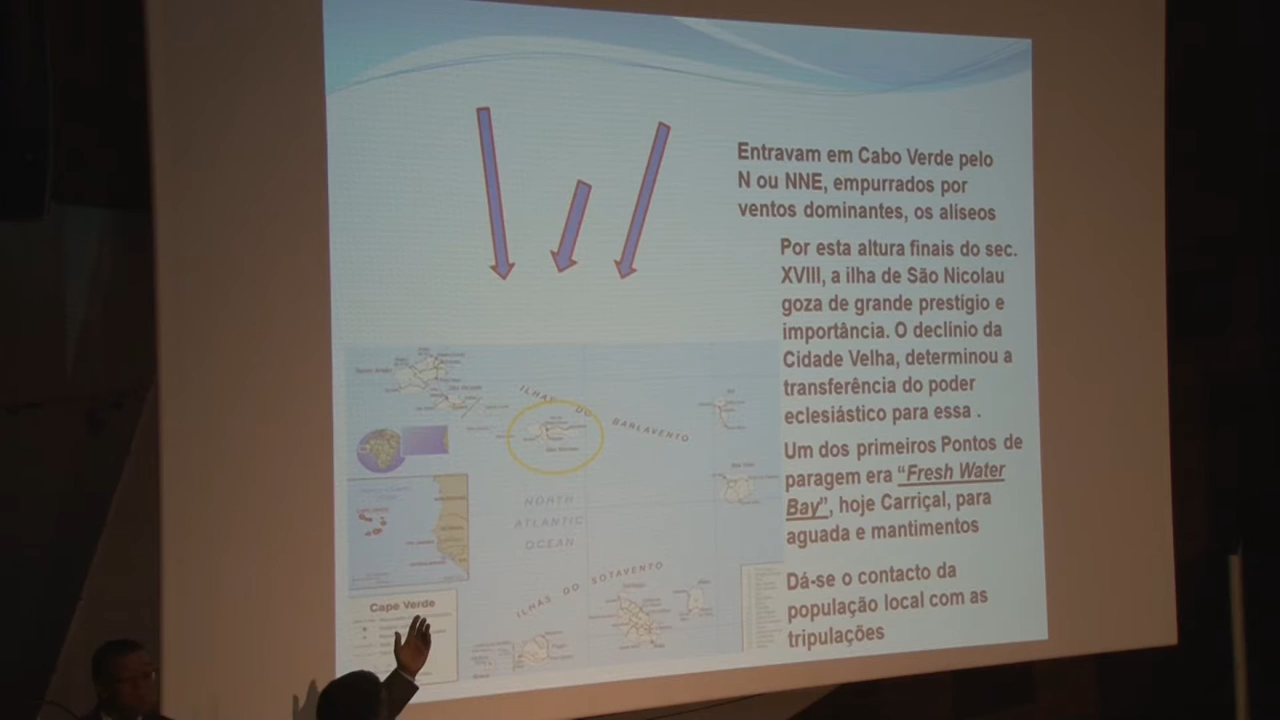 Entravam em Cabo Verde pelo
N ou NNE, empurrados por
ventos dominantes, os alíseos
Por esta altura finais do sec.
XVIII, a ilha de São Nicolau
goza de grande prestígio e
importância. O declínio da
Cidade Velha, determinou a
transferência do poder
eclesiástico para essa .
Um dos primeiros Pontos de
paragem era “Fresh Water
Bay”, hoje Carriçal, para
aguada e mantimentos
Dá-se o contacto da
população local com as
tripulações
ILHAS DO BARLAVENTO
NORTH
ATLANTIC
OCEAN
ILHAS DO SOTAVENTO
Cape Verde